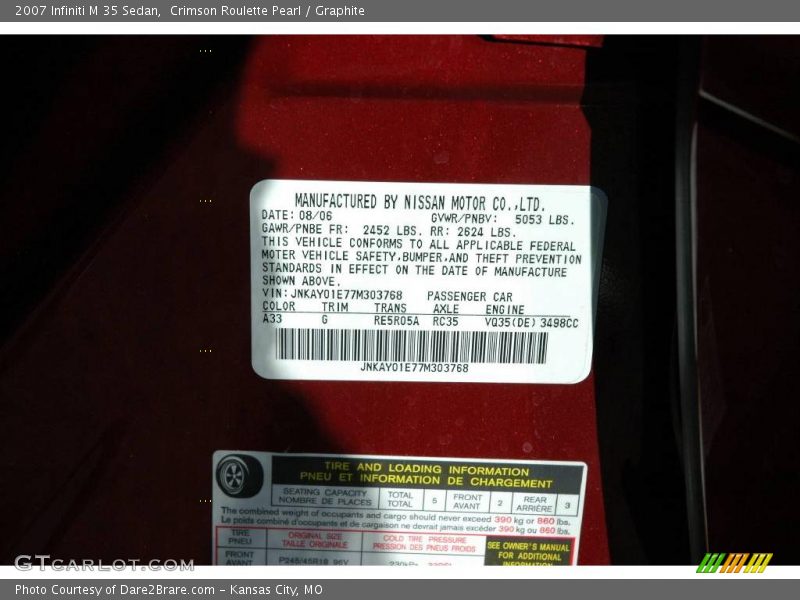 2007 Infiniti M 35 Sedan,  Crimson Roulette Pearl / Graphite
MANUFACTURED BY NISSAN MOTOR CO.,LTD.
DATE: 08/06 GVWR/PNBV: 5053 LBS.
GAWR/PNBE FR: 2452 LBS. RR: 2624 LBS.
THIS VEHICLE CONFORMS TO ALL APPLICABLE FEDERAL
MOTER VEHICLE SAFETY,BUMPER,AND THEFT PREVENTION
STANDARDS IN EFFECT ON THE DATE OF MANUFACTURE
SHOWN ABOVE.
VIN: JNKAY01E77M303768 PASSENGER CAR
COLOR TRIM TRANS AXLE ENGINE
A33 G RE5R05A RC35 VQ35(DE) 3498CC
JNKAY01E77M303768
TIRE AND LOADING INFORMATION
PNEU ET INFORMATION DE CHARGEMENT
SEATING CAPACITY TOTAL 5 FRONT 2 REAR 3
NOMBRE DE PLACES TOTAL AVANT ARRIÈRE
The combined weight of occupants and cargo should never exceed 390 kg or 860 lbs.
Le poids combiné d'occupants et de cargaison ne devrait jamais excéder 390 kg ou 860 lbs.
TIRE ORIGINAL SIZE COLD TIRE PRESSURE SEE OWNER'S MANUAL
PNEU TAILLE ORIGINALE PRESSION DES PNEUS FROIDS FOR ADDITIONAL
FRONT P245/45R18 96V INFORMATION
AVANT
GTCarLot.com
Photo Courtesy of Dare2Brare.com - Kansas City, MO